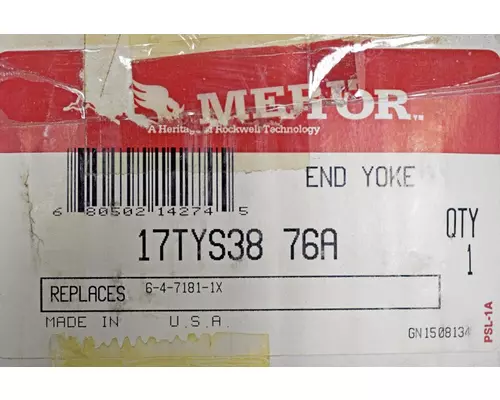 MERITOR™
A Heritage of Rockwell Technology
END YOKE
6 80502 14274 5
17TYS38 76A
QTY
1
REPLACES 6-4-7181-1X
MADE IN U.S.A.
GN1508134
PSL-1A